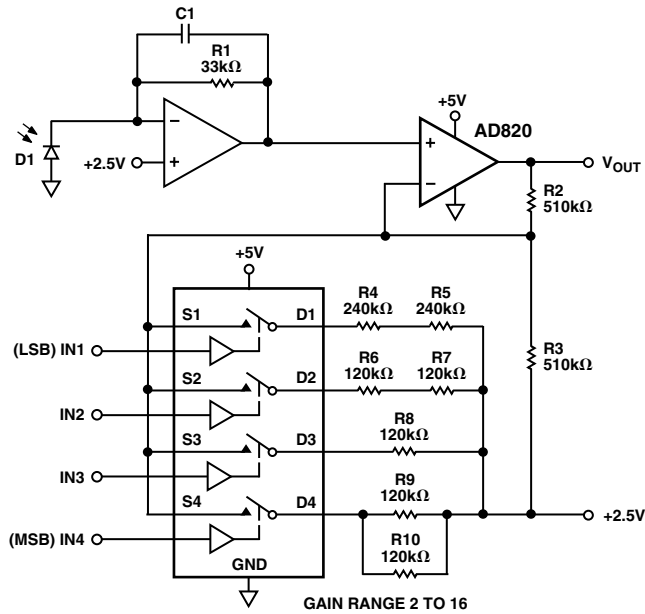 C1
R1
33kΩ
D1
+2.5V
−
+
+5V
AD820
+
−
VOUT
R2
510kΩ
+5V
S1
D1
R4
240kΩ
R5
240kΩ
(LSB) IN1
S2
D2
R6
120kΩ
R7
120kΩ
R3
510kΩ
IN2
S3
D3
R8
120kΩ
IN3
S4
D4
R9
120kΩ
+2.5V
(MSB) IN4
R10
120kΩ
GND
GAIN RANGE 2 TO 16